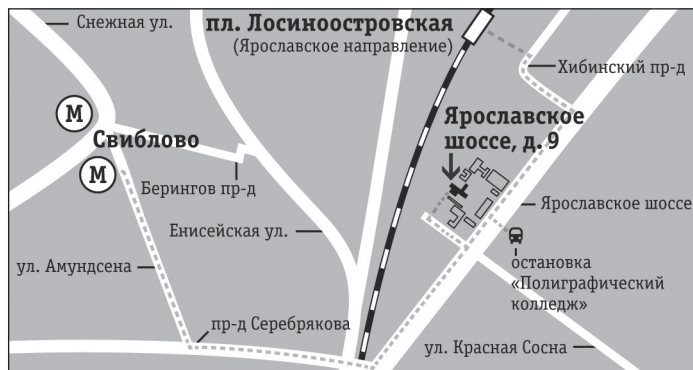 Снежная ул.
пл. Лосиноостровская
(Ярославское направление)
Хибинский пр-д
М
Свиблово
М
Ярославское
шоссе, д. 9
Берингов пр-д
Ярославское шоссе
Енисейская ул.
ул. Амундсена
остановка
«Полиграфический
колледж»
пр-д Серебрякова
ул. Красная Сосна